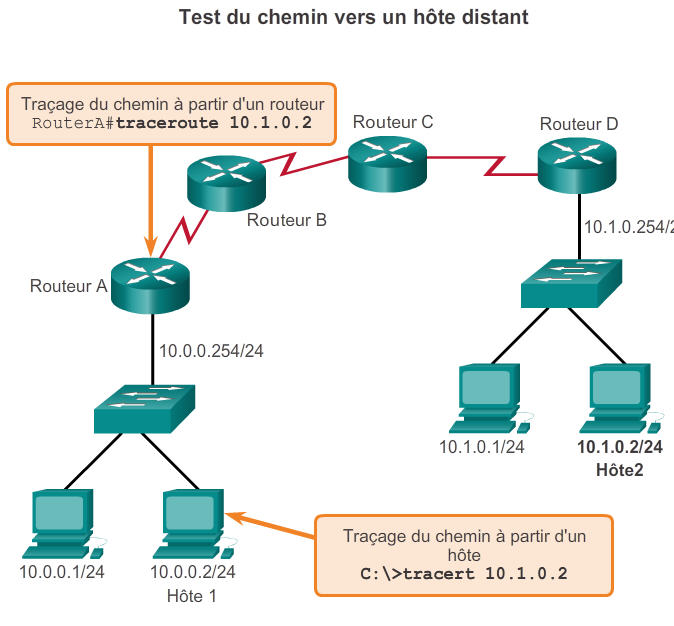 Test du chemin vers un hôte distant
Traçage du chemin à partir d'un routeur
RouterA#traceroute 10.1.0.2
Routeur C
Routeur D
Routeur B
10.1.0.254/2
Routeur A
10.0.0.254/24
10.1.0.1/24
10.1.0.2/24
Hôte2
Traçage du chemin à partir d'un
hôte
C:\>tracert 10.1.0.2
10.0.0.1/24
10.0.0.2/24
Hôte 1